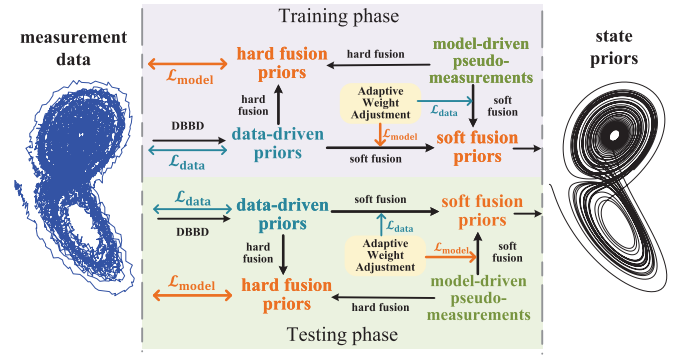 Training phase
measurement
data
hard fusion
priors
hard fusion
model-driven
pseudo-
measurements
state
priors
ℒmodel
hard
fusion
Adaptive
Weight
Adjustment
ℒdata
soft
fusion
DBBD
ℒdata
data-driven
priors
ℒmodel
soft fusion
soft fusion
priors
ℒdata
DBBD
data-driven
priors
soft fusion
ℒdata
soft fusion
priors
hard
fusion
Adaptive
Weight
Adjustment
ℒmodel
soft
fusion
ℒmodel
hard fusion
priors
hard fusion
model-driven
pseudo-
measurements
Testing phase